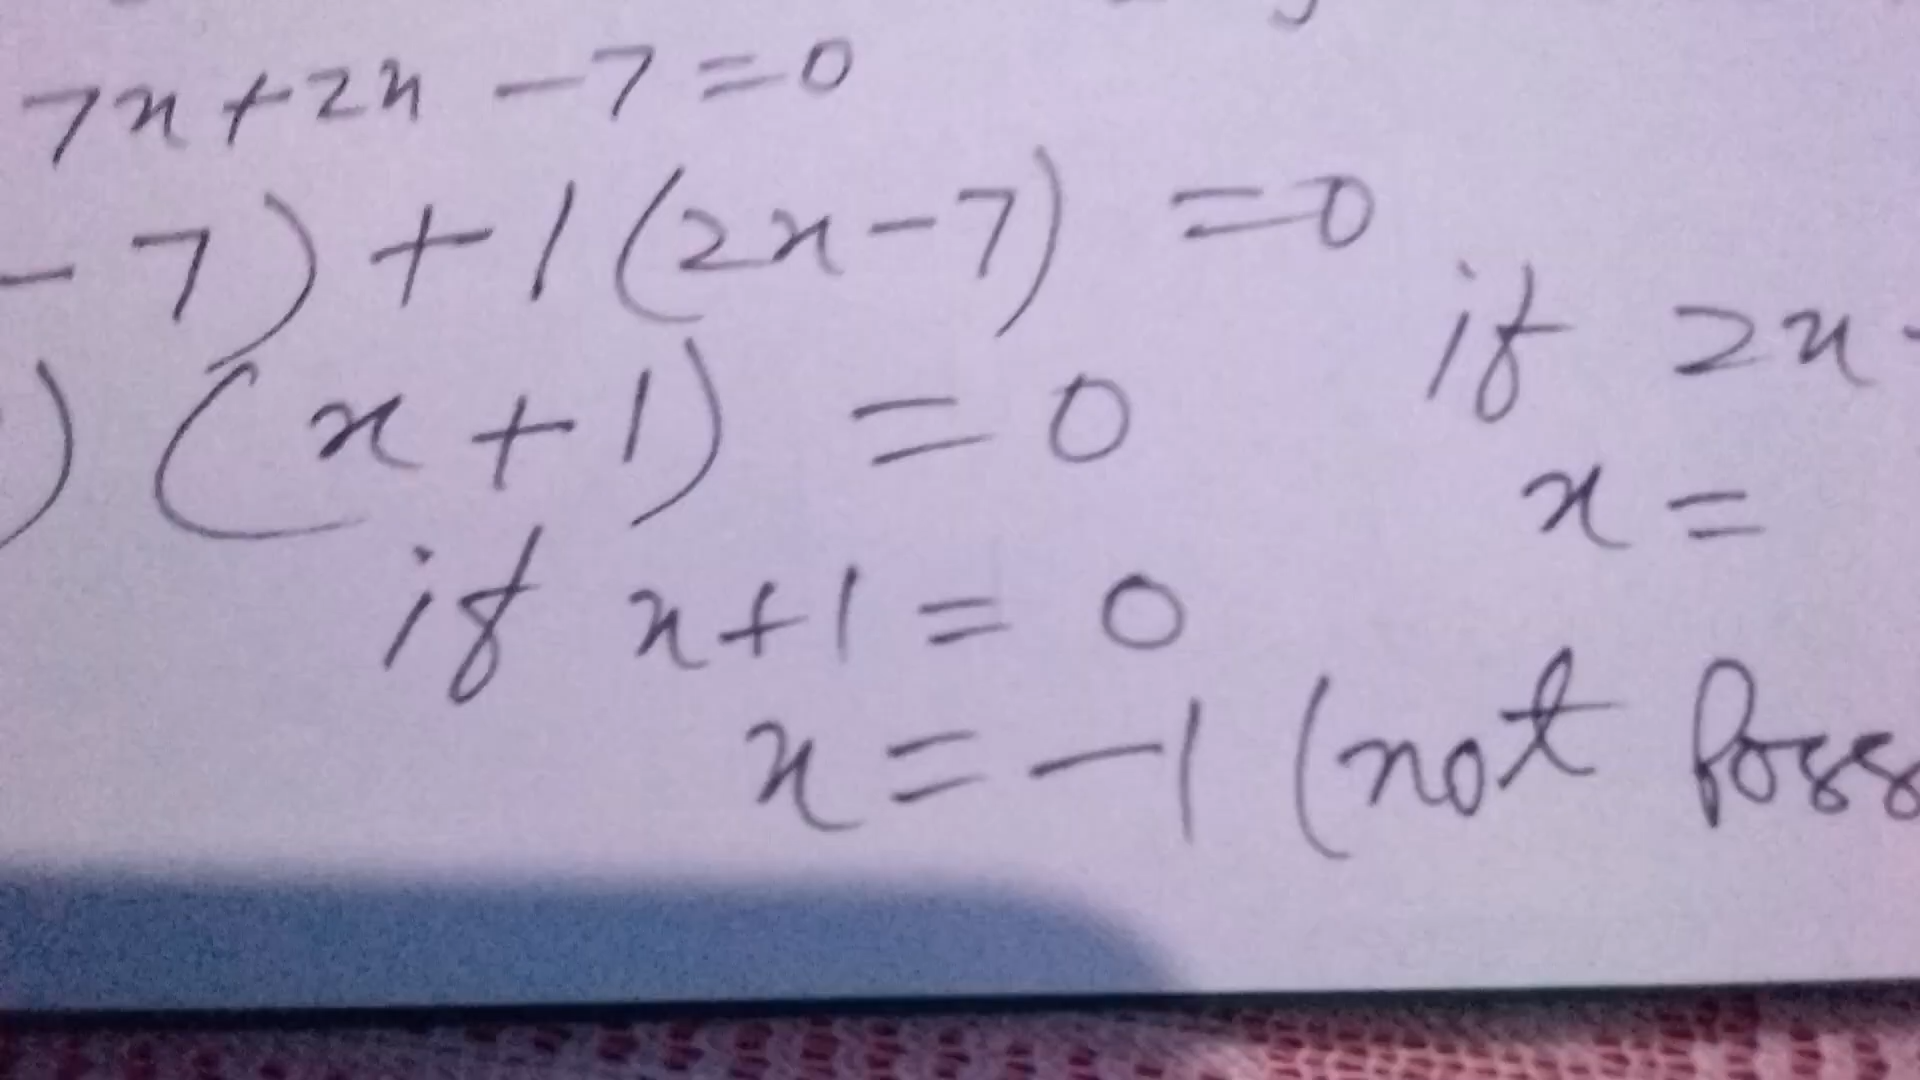 7x+2x -7=0
- 7) + 1 (2x-7) =0
) (x+1) = 0
if 2x
x =
if x+1 = 0
x = -1 (not